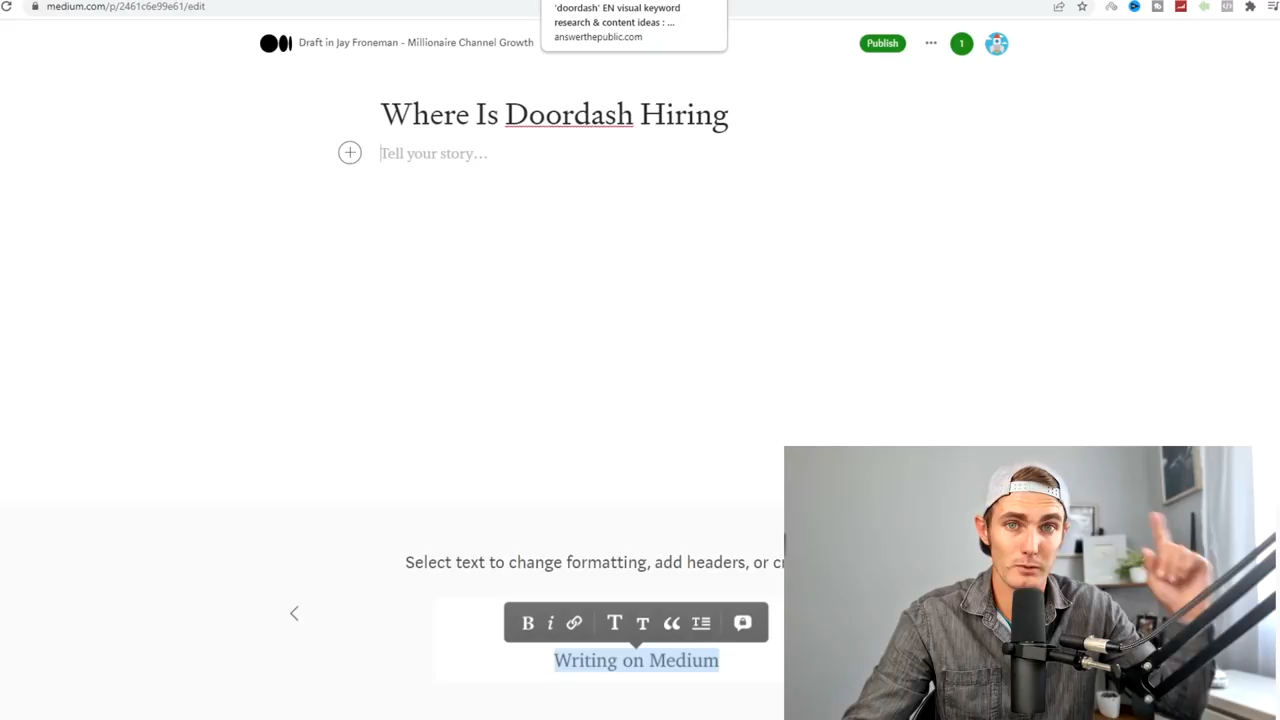 medium.com/p/2461c6e99e61/edit
'doordash' EN visual keyword
research & content ideas : ...
answerthepublic.com
Draft in Jay Froneman - Millionaire Channel Growth
Publish
1
Where Is Doordash Hiring
Tell your story…
Select text to change formatting, add headers, or cr
B i T T
Writing on Medium